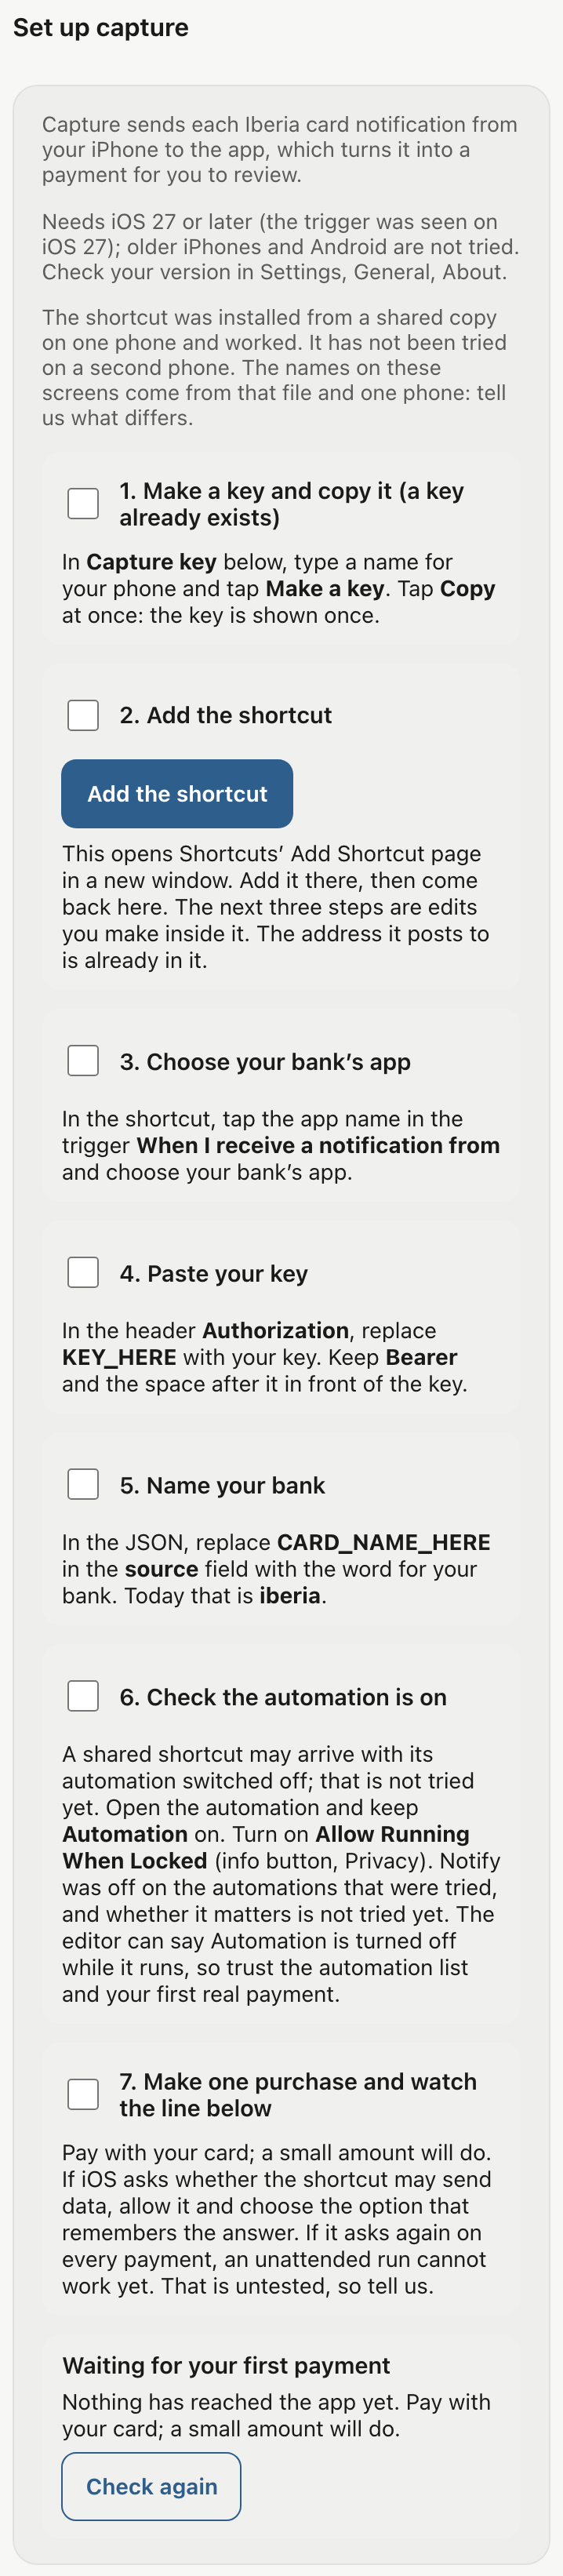 Set up capture
Capture sends each Iberia card notification from
your iPhone to the app, which turns it into a
payment for you to review.
Needs iOS 27 or later (the trigger was seen on
iOS 27); older iPhones and Android are not tried.
Check your version in Settings, General, About.
The shortcut was installed from a shared copy
on one phone and worked. It has not been tried
on a second phone. The names on these
screens come from that file and one phone: tell
us what differs.
1. Make a key and copy it (a key
already exists)
In Capture key below, type a name for
your phone and tap Make a key. Tap Copy
at once: the key is shown once.
2. Add the shortcut
Add the shortcut
This opens Shortcuts’ Add Shortcut page
in a new window. Add it there, then come
back here. The next three steps are edits
you make inside it. The address it posts to
is already in it.
3. Choose your bank’s app
In the shortcut, tap the app name in the
trigger When I receive a notification from
and choose your bank’s app.
4. Paste your key
In the header Authorization, replace
KEY_HERE with your key. Keep Bearer
and the space after it in front of the key.
5. Name your bank
In the JSON, replace CARD_NAME_HERE
in the source field with the word for your
bank. Today that is iberia.
6. Check the automation is on
A shared shortcut may arrive with its
automation switched off; that is not tried
yet. Open the automation and keep
Automation on. Turn on Allow Running
When Locked (info button, Privacy). Notify
was off on the automations that were tried,
and whether it matters is not tried yet. The
editor can say Automation is turned off
while it runs, so trust the automation list
and your first real payment.
7. Make one purchase and watch
the line below
Pay with your card; a small amount will do.
If iOS asks whether the shortcut may send
data, allow it and choose the option that
remembers the answer. If it asks again on
every payment, an unattended run cannot
work yet. That is untested, so tell us.
Waiting for your first payment
Nothing has reached the app yet. Pay with
your card; a small amount will do.
Check again